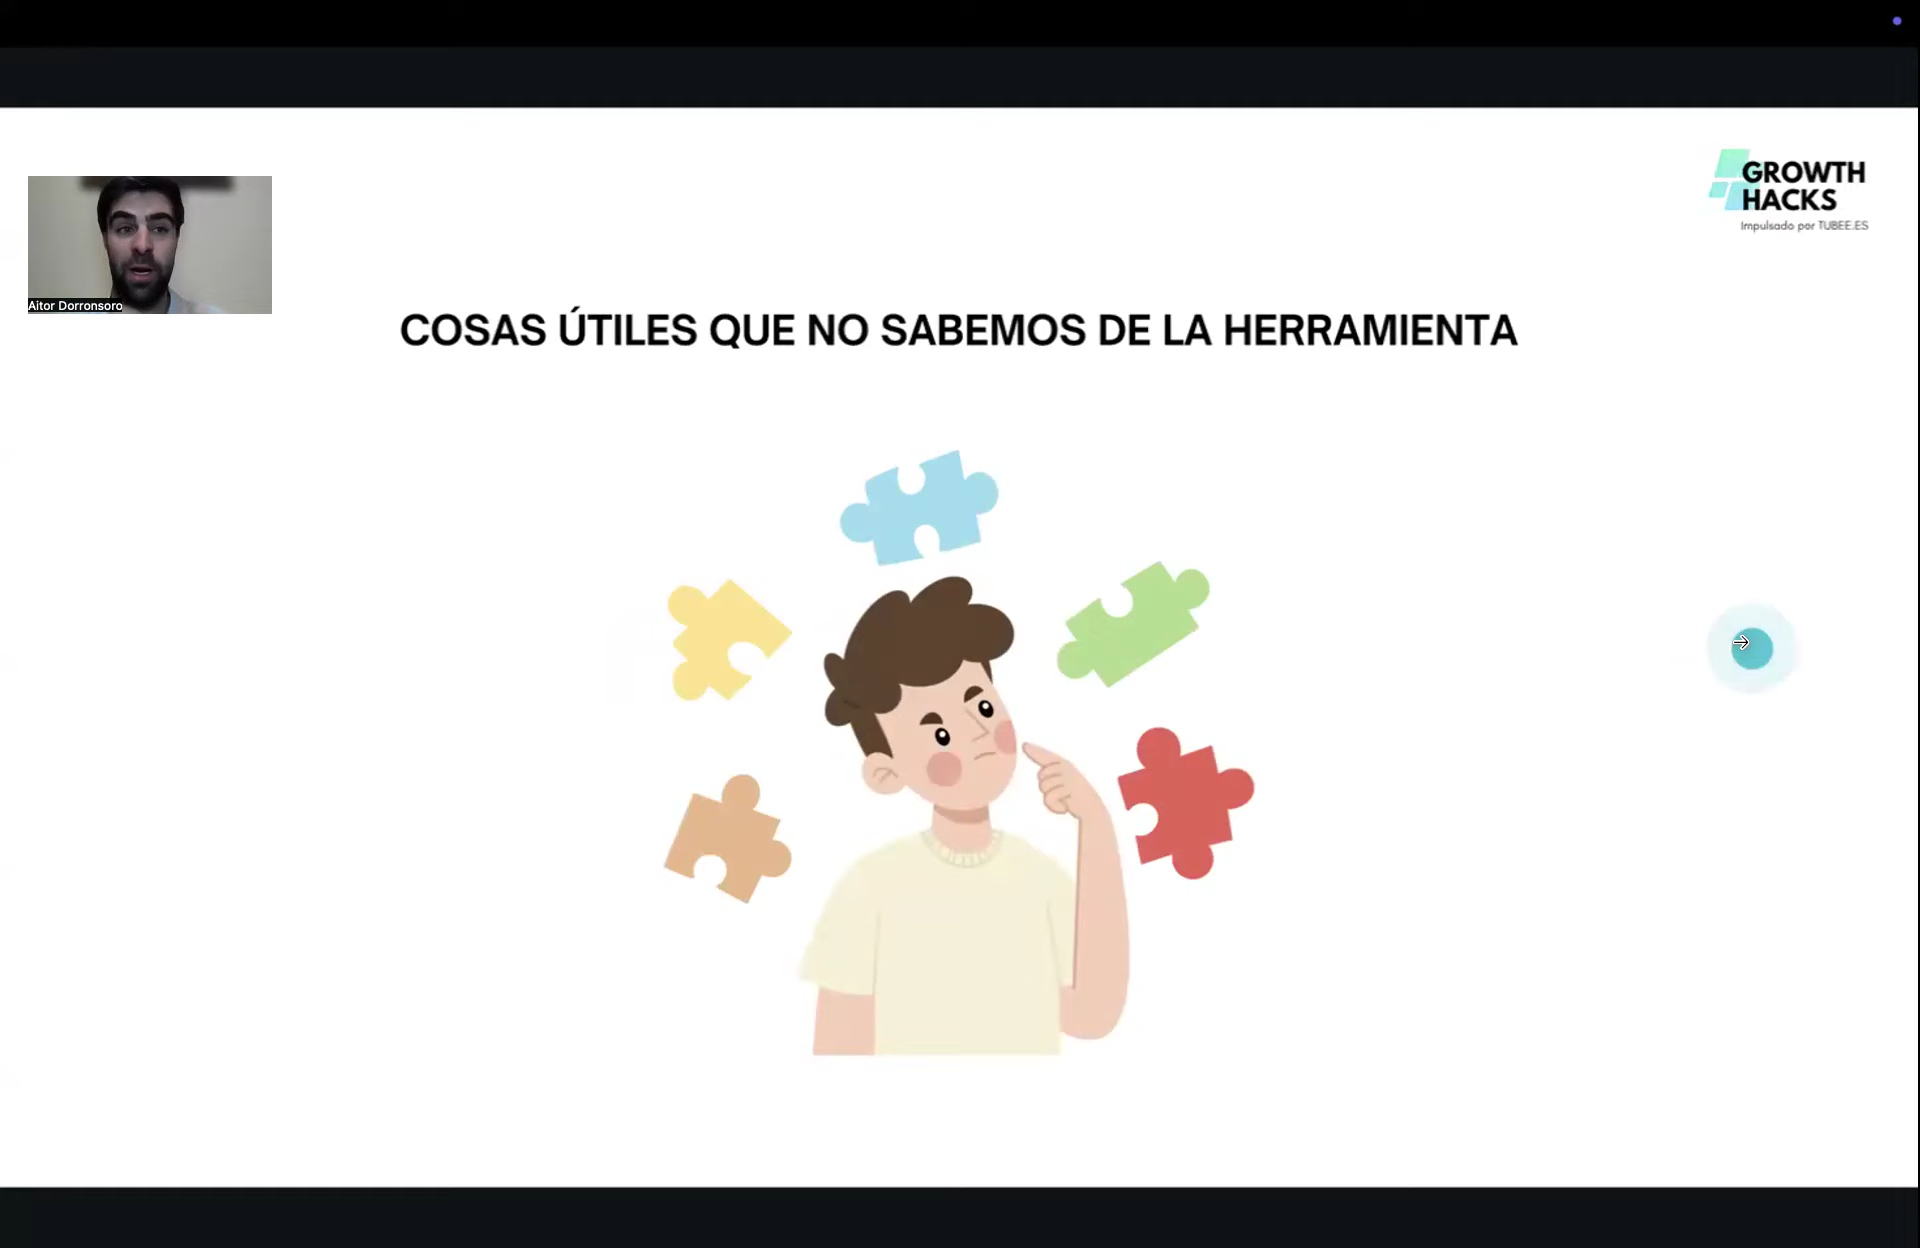 GROWTH
HACKS
Impulsado por TUBEE.ES
Aitor Dorronsoro
COSAS ÚTILES QUE NO SABEMOS DE LA HERRAMIENTA